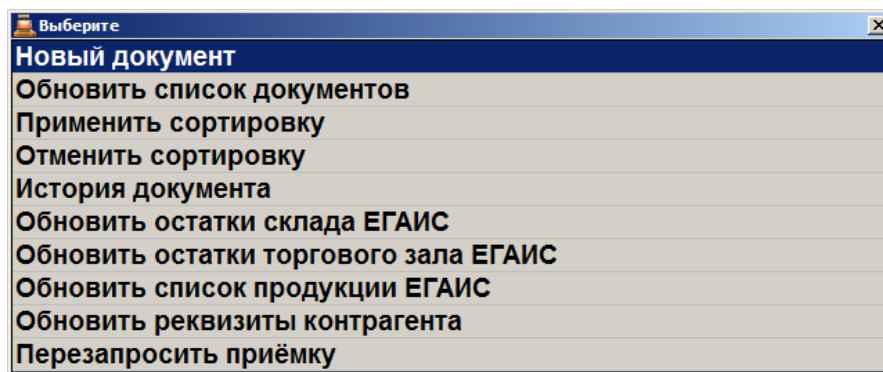 Выберите
Новый документ
Обновить список документов
Применить сортировку
Отменить сортировку
История документа
Обновить остатки склада ЕГАИС
Обновить остатки торгового зала ЕГАИС
Обновить список продукции ЕГАИС
Обновить реквизиты контрагента
Перезапросить приёмку